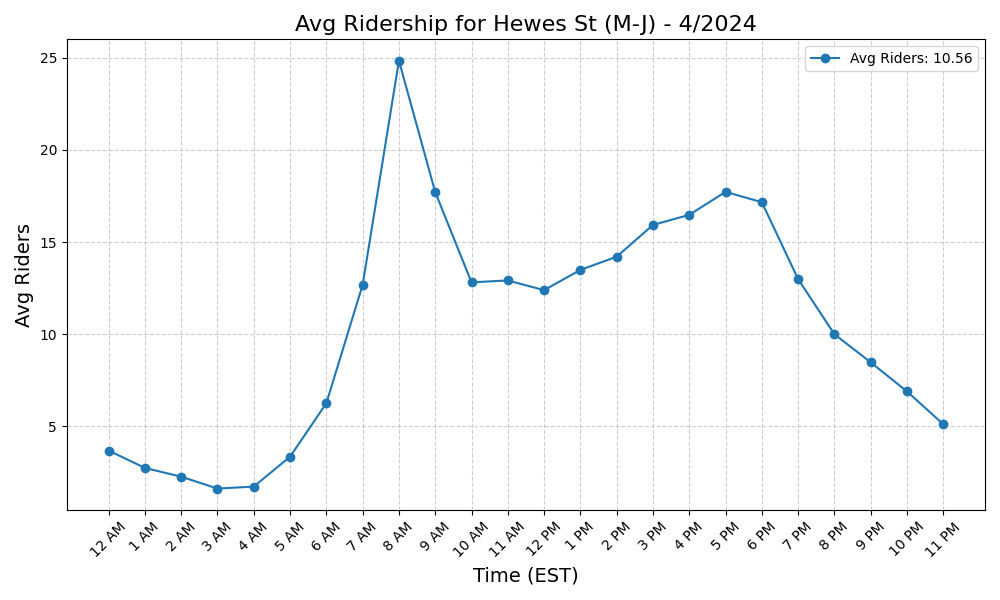 Avg Ridership for Hewes St (M-J) - 4/2024
Avg Riders: 10.56
Avg Riders
25
20
15
10
5
12 AM
1 AM
2 AM
3 AM
4 AM
5 AM
6 AM
7 AM
8 AM
9 AM
10 AM
11 AM
12 PM
1 PM
2 PM
3 PM
4 PM
5 PM
6 PM
7 PM
8 PM
9 PM
10 PM
11 PM
Time (EST)